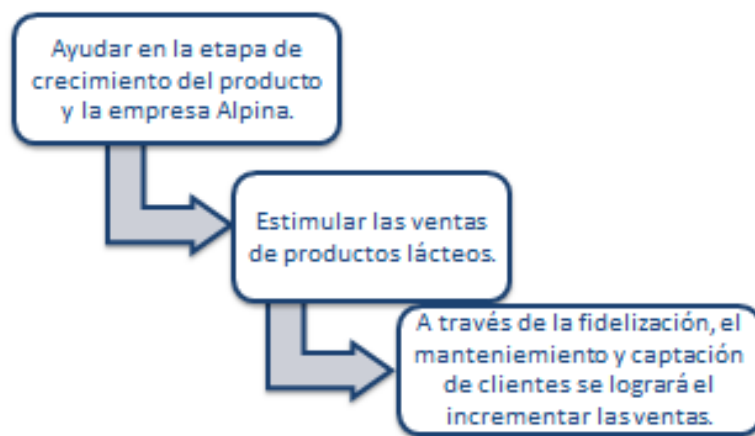 Ayudar en la etapa de
crecimiento del producto
y la empresa Alpina.
Estimular las ventas
de productos lácteos.
A través de la fidelización, el
manteniemiento y captación
de clientes se logrará el
incrementar las ventas.